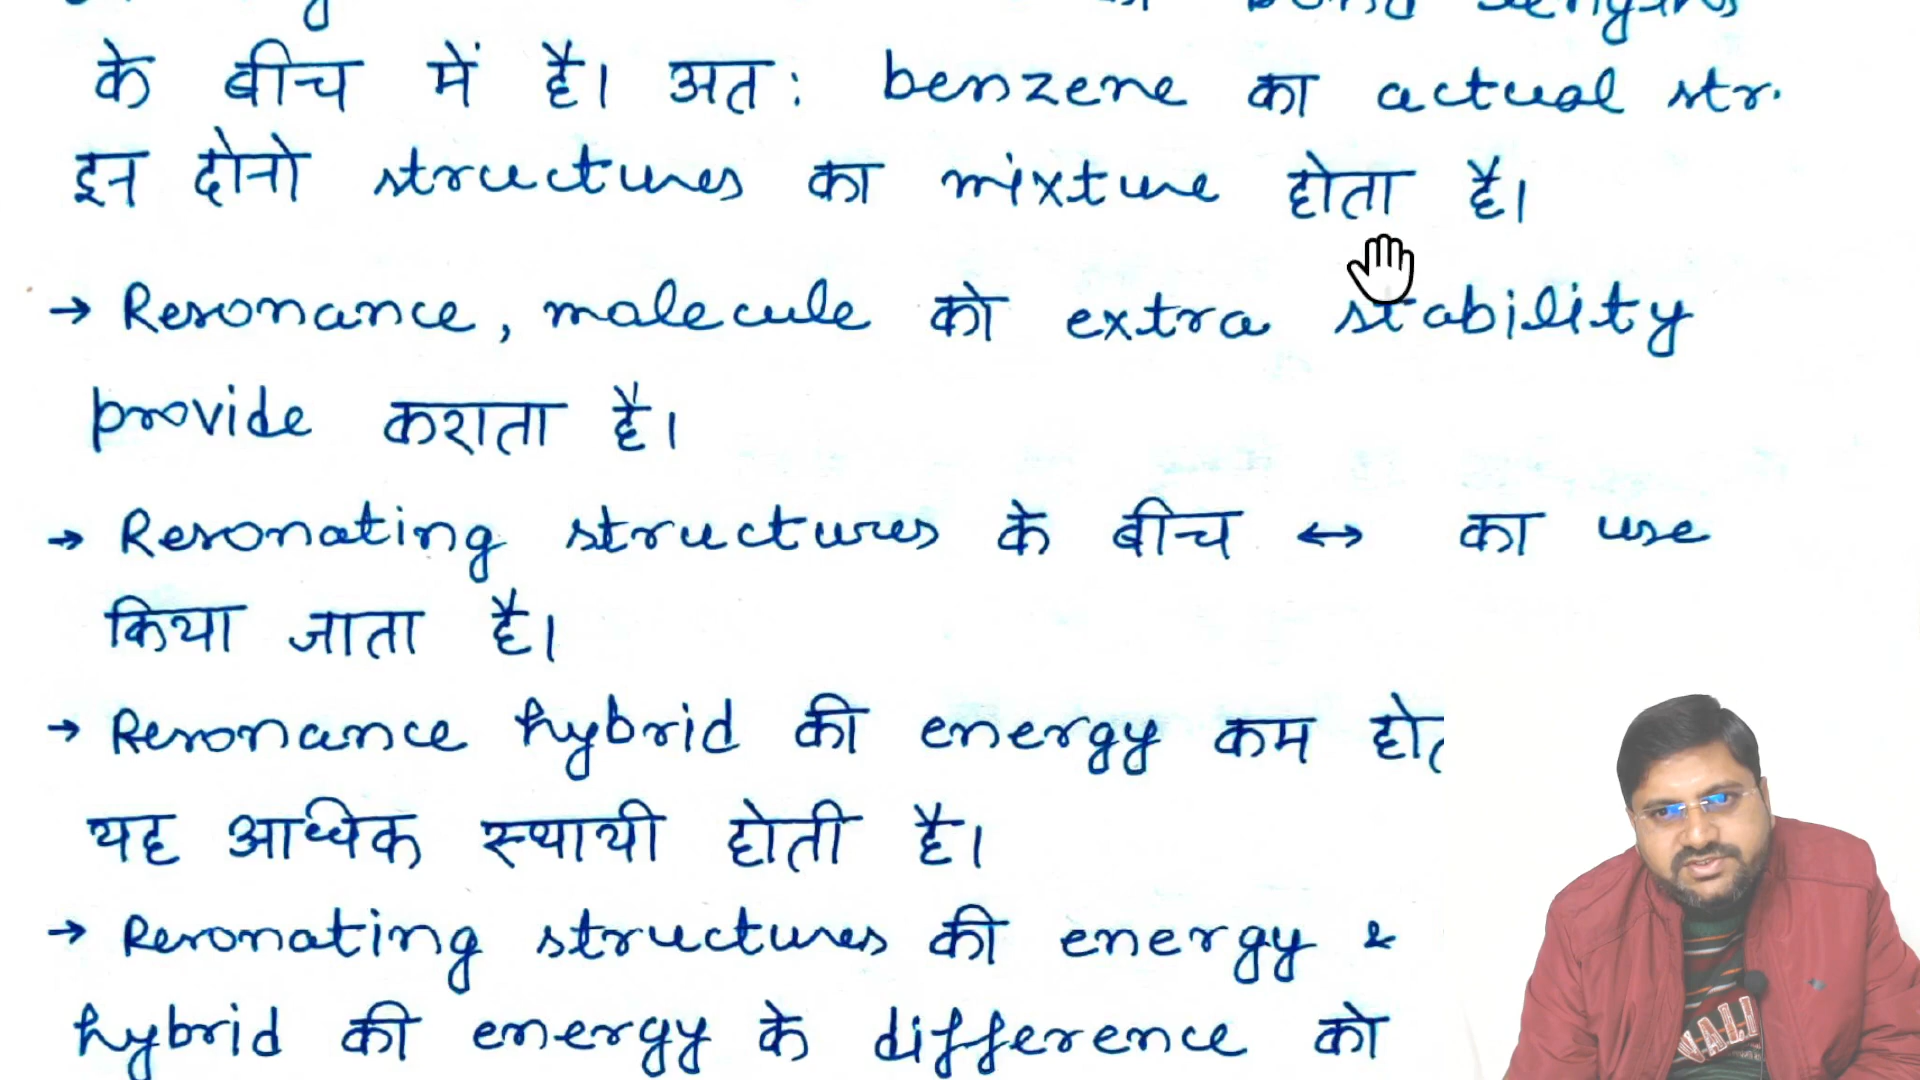 के बीच में है। अत: benzene का actual str.
इन दोनो structures का mixture होता है।
→ Resonance, molecule को extra stability
provide कराता है।
→ Resonating structures के बीच ↔ का use
किया जाता है।
→ Resonance hybrid की energy कम
यह अधिक स्थायी होती है।
→ Resonating structures की energy &
hybrid की energy के difference को